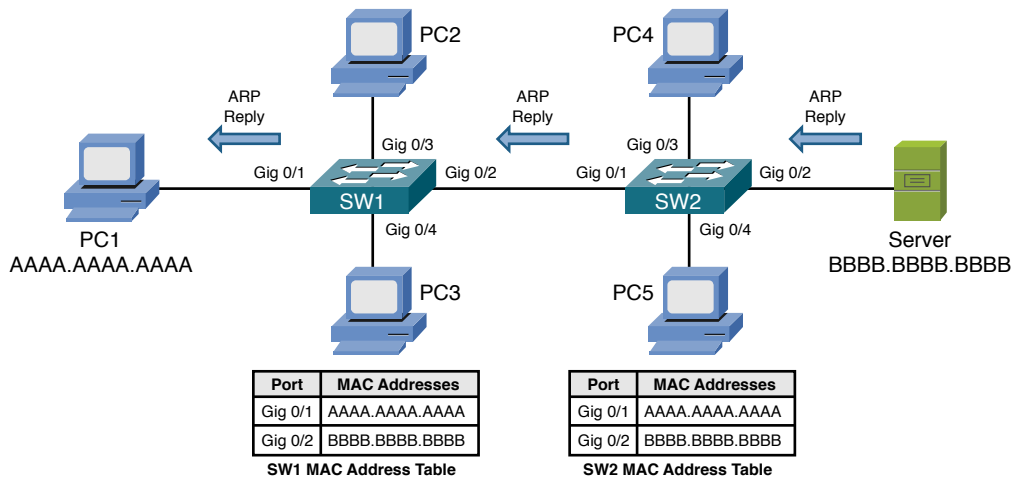 PC2
PC4
ARP
Reply
ARP
Reply
ARP
Reply
Gig 0/3
Gig 0/3
Gig 0/1
Gig 0/2
Gig 0/1
Gig 0/2
SW1
SW2
Gig 0/4
Gig 0/4
PC1
AAAA.AAAA.AAAA
Server
BBBB.BBBB.BBBB
PC3
PC5
Port MAC Addresses
Gig 0/1 AAAA.AAAA.AAAA
Gig 0/2 BBBB.BBBB.BBBB
SW1 MAC Address Table
Port MAC Addresses
Gig 0/1 AAAA.AAAA.AAAA
Gig 0/2 BBBB.BBBB.BBBB
SW2 MAC Address Table